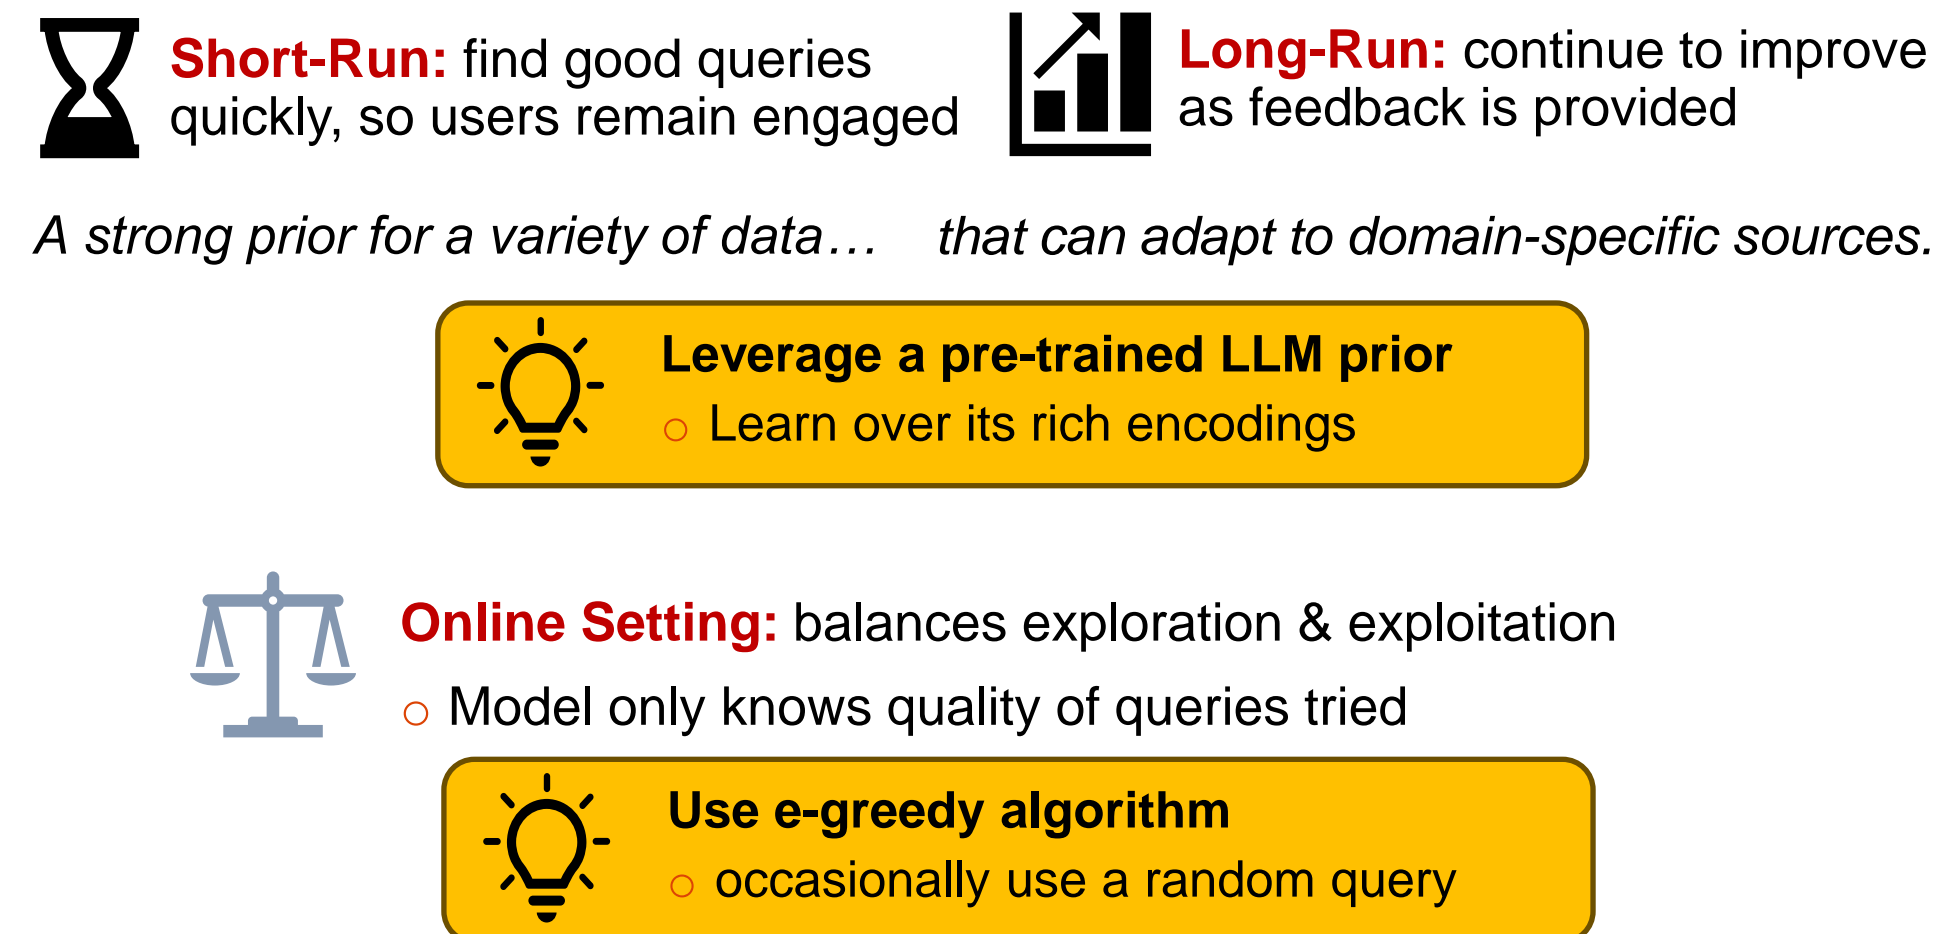 Short-Run: find good queries
quickly, so users remain engaged
Long-Run: continue to improve
as feedback is provided
A strong prior for a variety of data… that can adapt to domain-specific sources.
Leverage a pre-trained LLM prior
○ Learn over its rich encodings
Online Setting: balances exploration & exploitation
○ Model only knows quality of queries tried
Use e-greedy algorithm
○ occasionally use a random query